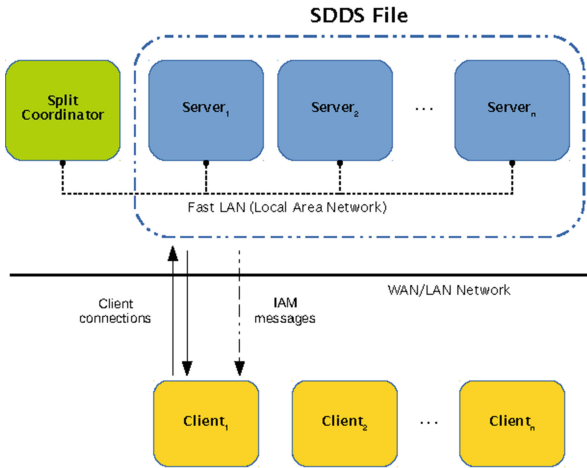 SDDS File
Split
Coordinator
Server₁
Server₂
...
Serverₙ
Fast LAN (Local Area Network)
WAN/LAN Network
Client
connections
IAM
messages
Client₁
Client₂
...
Clientₙ